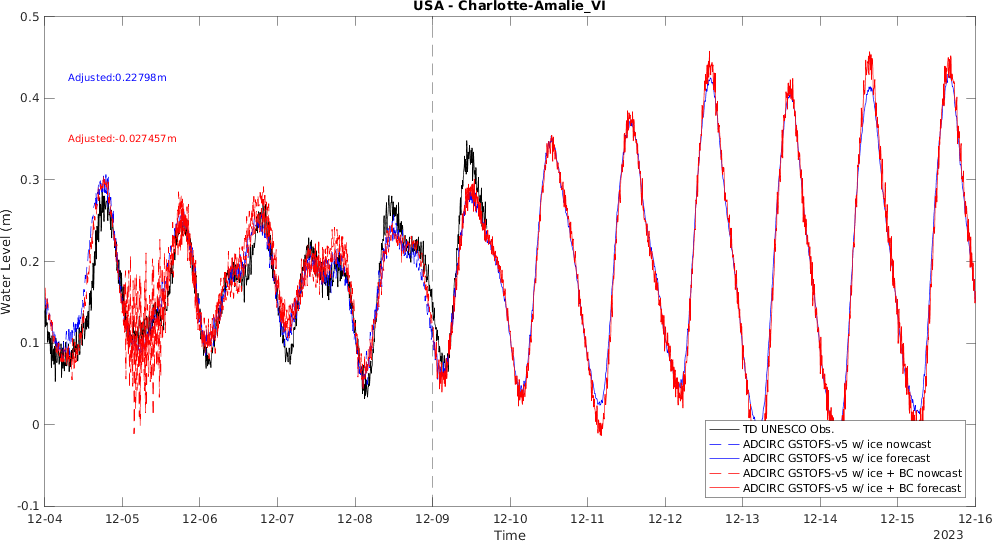 USA - Charlotte-Amalie_VI
0.5
Adjusted:0.22798m
0.4
Adjusted:-0.027457m
0.3
Water Level (m)
0.2
0.1
0
-0.1
TD UNESCO Obs.
ADCIRC GSTOFS-v5 w/ ice nowcast
ADCIRC GSTOFS-v5 w/ ice forecast
ADCIRC GSTOFS-v5 w/ ice + BC nowcast
ADCIRC GSTOFS-v5 w/ ice + BC forecast
12-04 12-05 12-06 12-07 12-08 12-09 12-10 12-11 12-12 12-13 12-14 12-15 12-16
Time
2023